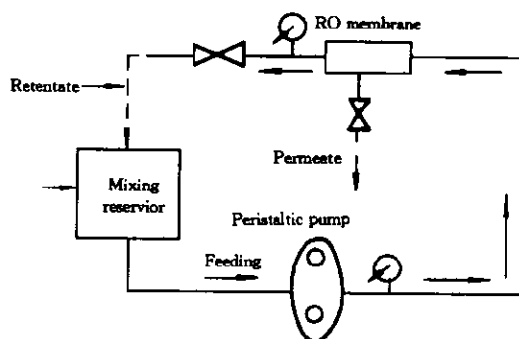 RO membrane
Retentate
Permeate
Mixing
reservior
Peristaltic pump
Feeding